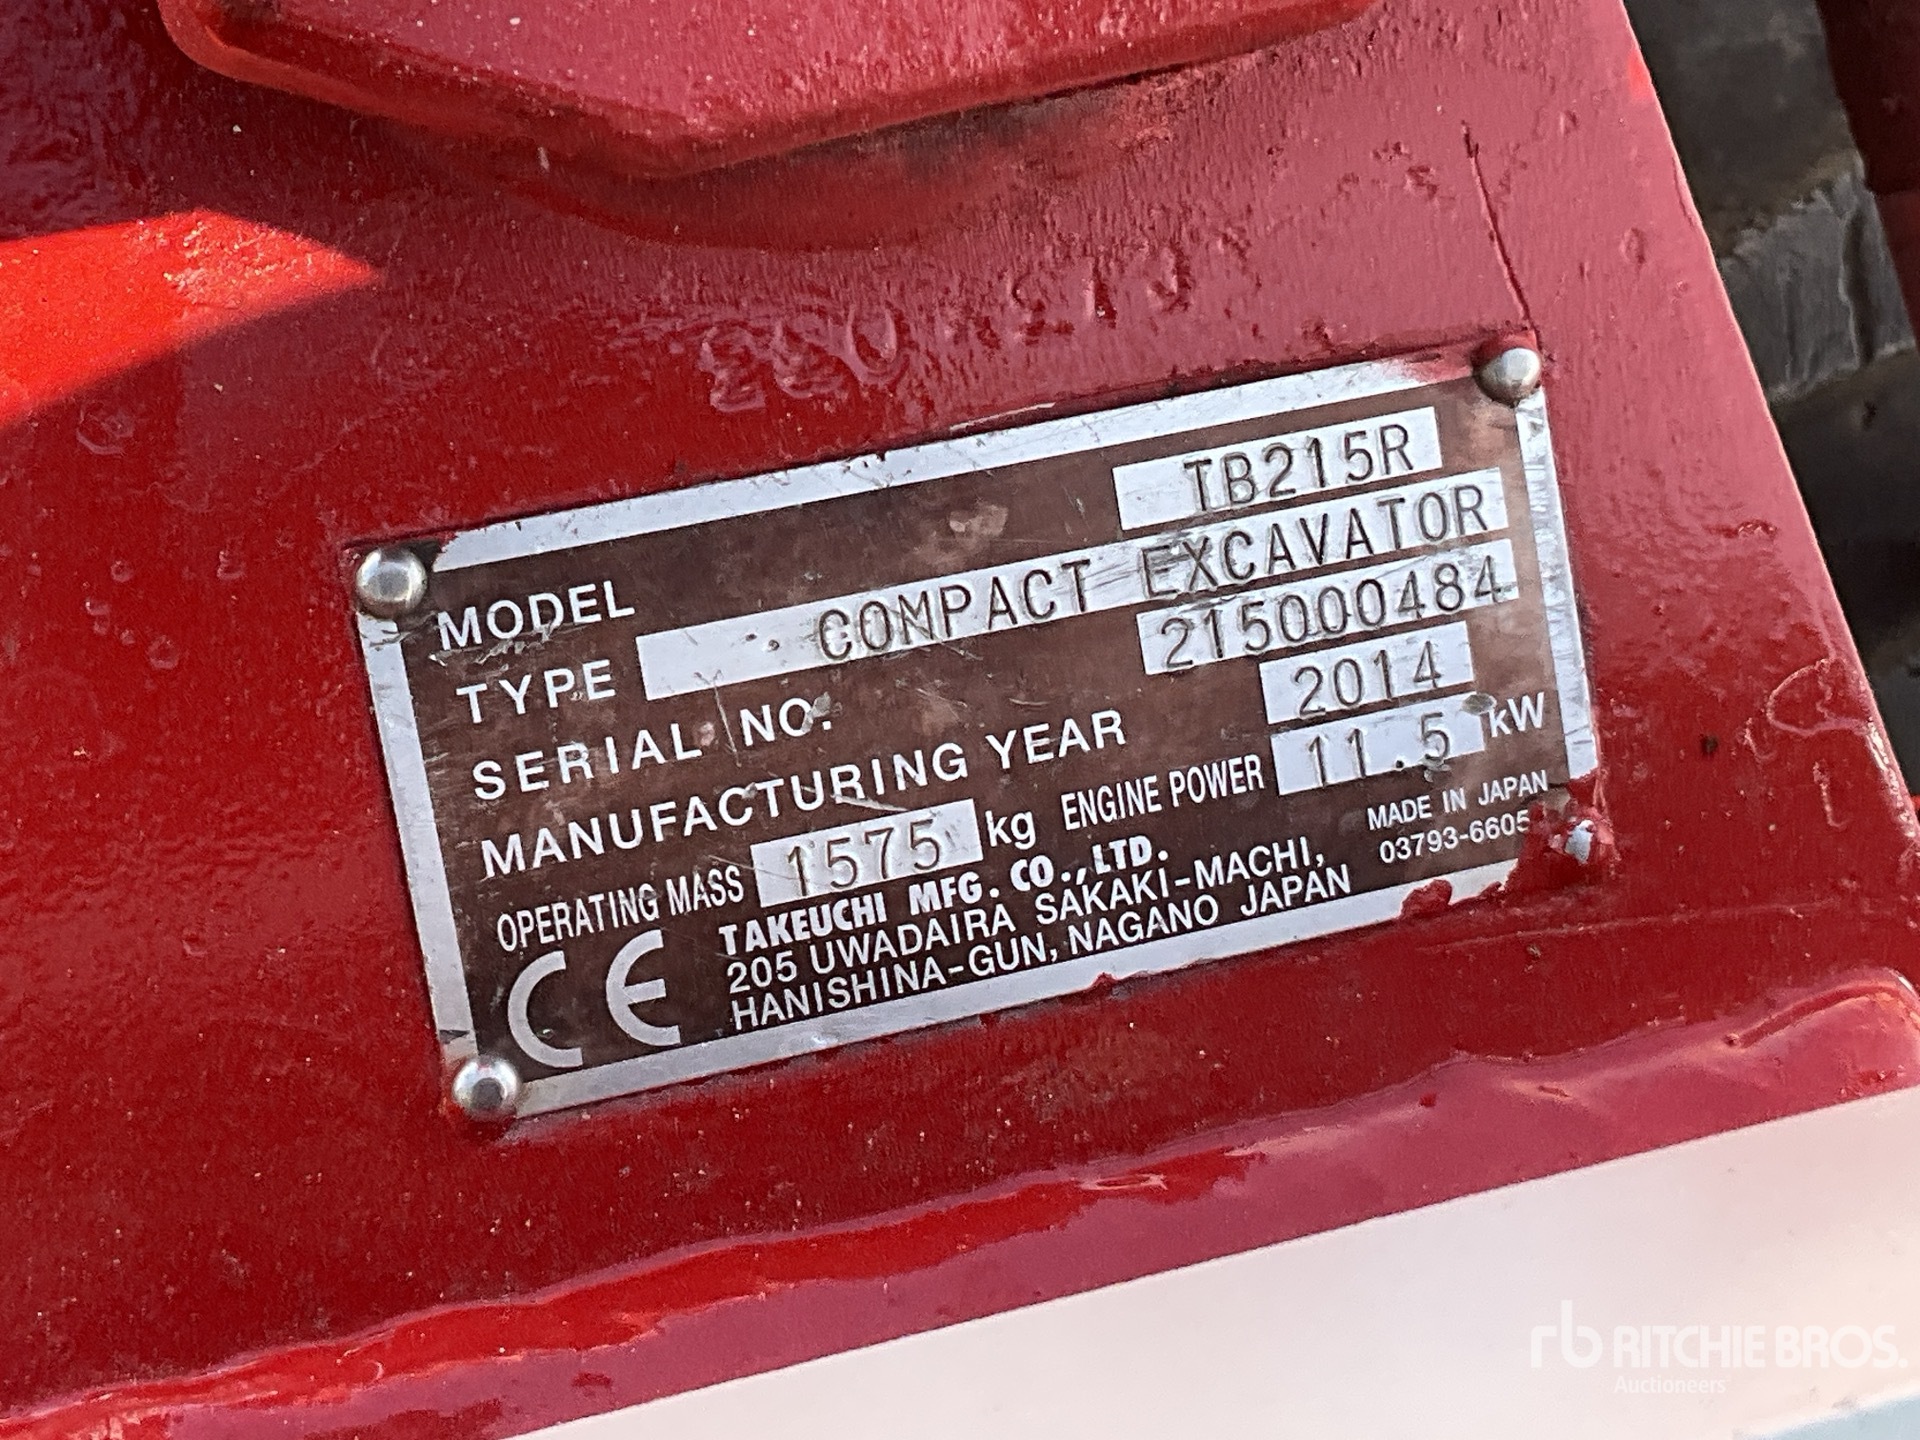 MODEL TB215R
TYPE COMPACT EXCAVATOR
SERIAL NO. 215000484
MANUFACTURING YEAR 2014
OPERATING MASS 1575 kg ENGINE POWER 11.5 kW
TAKEUCHI MFG. CO., LTD.
205 UWADAIRA SAKAKI-MACHI,
HANISHINA-GUN, NAGANO JAPAN
MADE IN JAPAN
03793-6605
CE
rb RITCHIE BROS.
Auctioneers